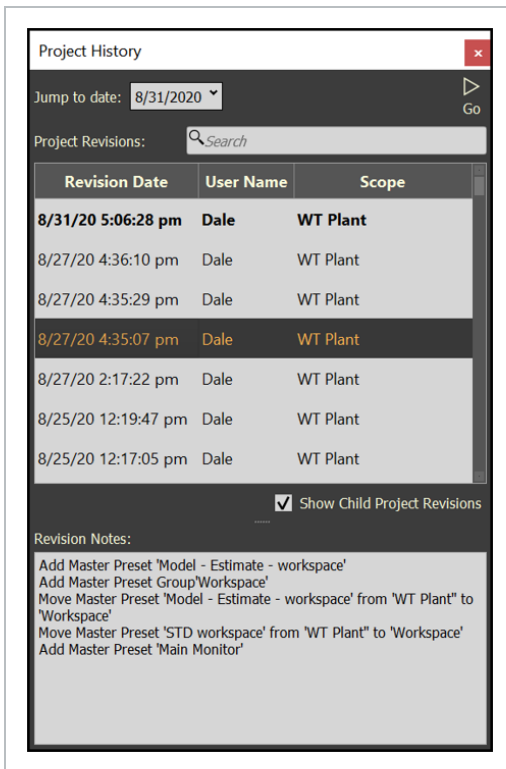 Project History
×
Jump to date: 8/31/2020
Go
Project Revisions: Search
Revision Date User Name Scope
8/31/20 5:06:28 pm Dale WT Plant
8/27/20 4:36:10 pm Dale WT Plant
8/27/20 4:35:29 pm Dale WT Plant
8/27/20 4:35:07 pm Dale WT Plant
8/27/20 2:17:22 pm Dale WT Plant
8/25/20 12:19:47 pm Dale WT Plant
8/25/20 12:17:05 pm Dale WT Plant
Show Child Project Revisions
Revision Notes:
Add Master Preset 'Model - Estimate - workspace'
Add Master Preset Group'Workspace'
Move Master Preset 'Model - Estimate - workspace' from 'WT Plant" to
'Workspace'
Move Master Preset 'STD workspace' from 'WT Plant" to 'Workspace'
Add Master Preset 'Main Monitor'